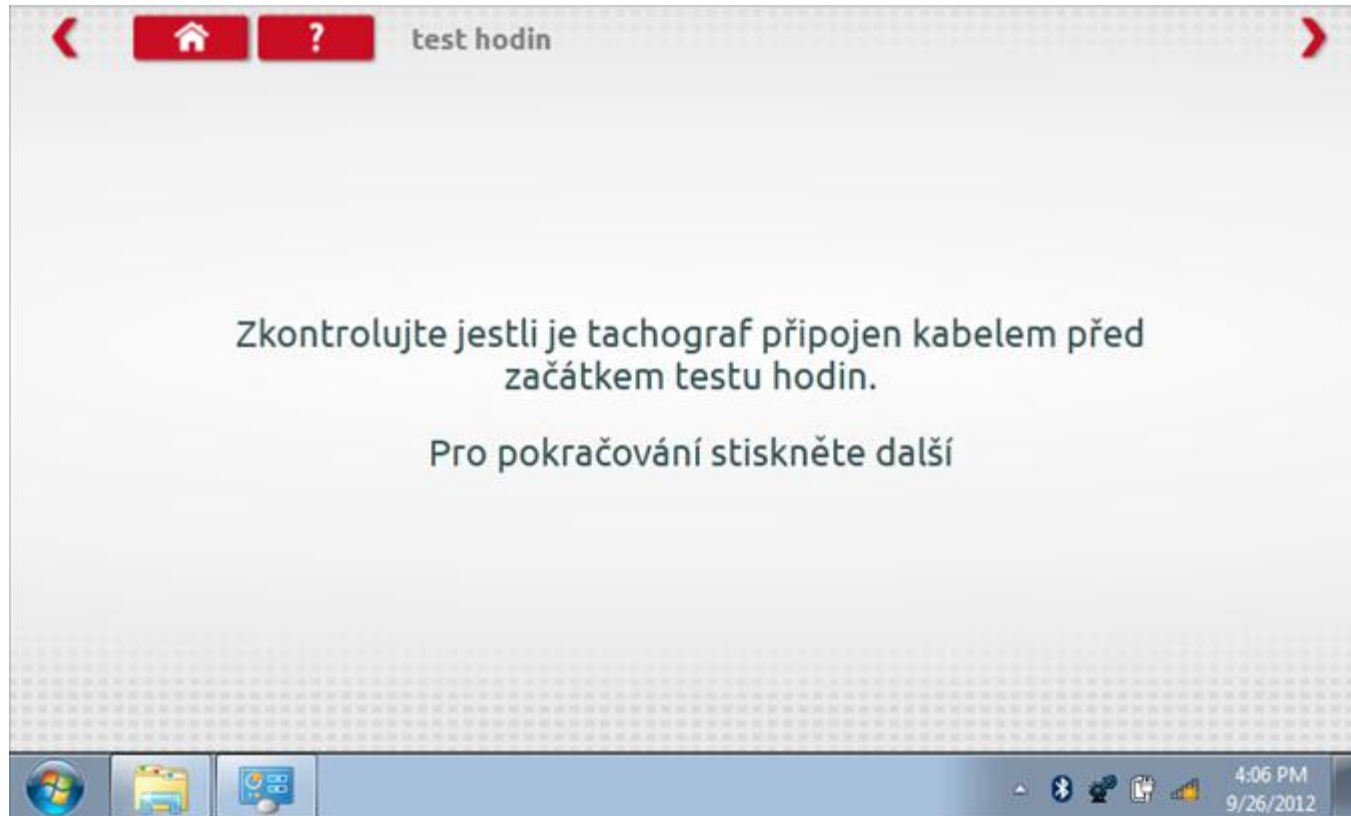 ? test hodin
Zkontrolujte jestli je tachograf připojen kabelem před
začátkem testu hodin.
Pro pokračování stiskněte další
4:06 PM
9/26/2012